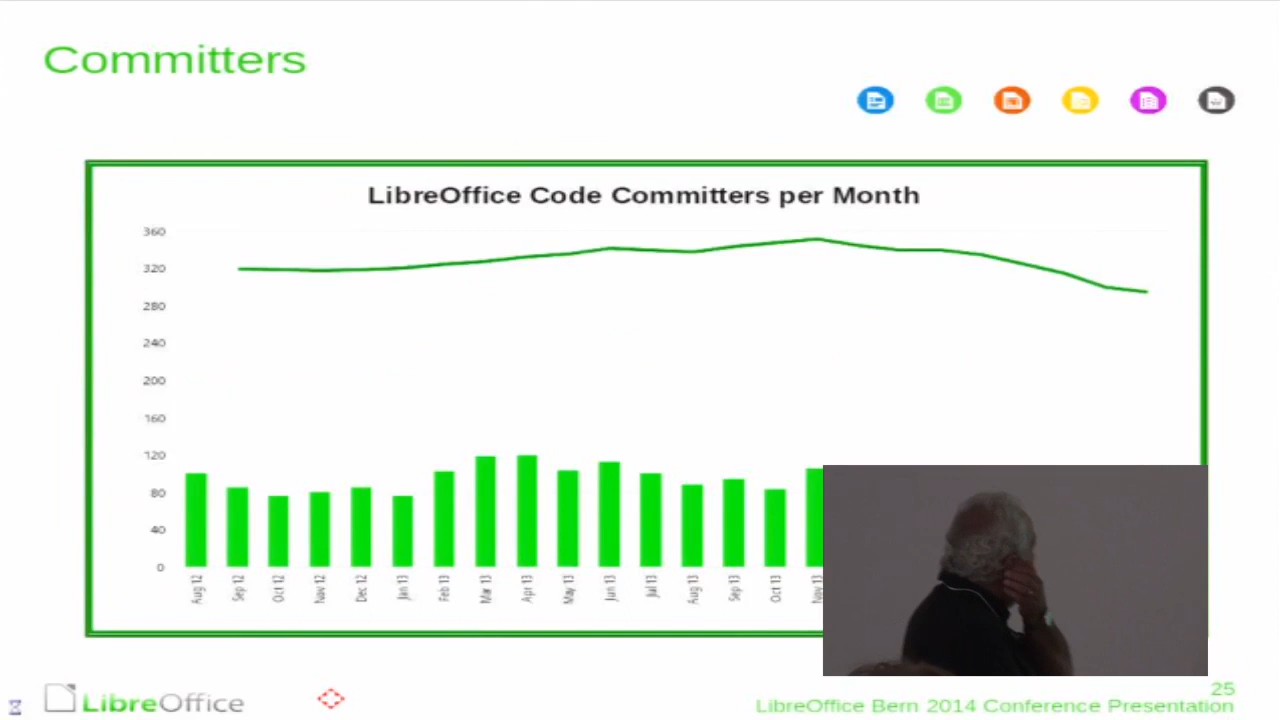 Committers
LibreOffice Code Committers per Month
360
320
280
240
200
160
120
80
40
0
Aug 12
Sep 12
Oct 12
Nov 12
Dec 12
Jan 13
Feb 13
Mar 13
Apr 13
May 13
Jun 13
Jul 13
Aug 13
Sep 13
Oct 13
Nov 13
LibreOffice
25
LibreOffice Bern 2014 Conference Presentation